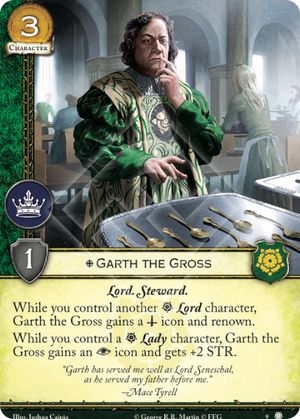 3
CHARACTER
1
GARTH THE GROSS
Lord. Steward.
While you control another Lord character,
Garth the Gross gains a icon and renown.
While you control a Lady character, Garth the
Gross gains an icon and gets +2 STR.
"Garth has served me well as Lord Seneschal,
as he served my father before me."
—Mace Tyrell
Illus. Joshua Cairós © George R.R. Martin © FFG 9